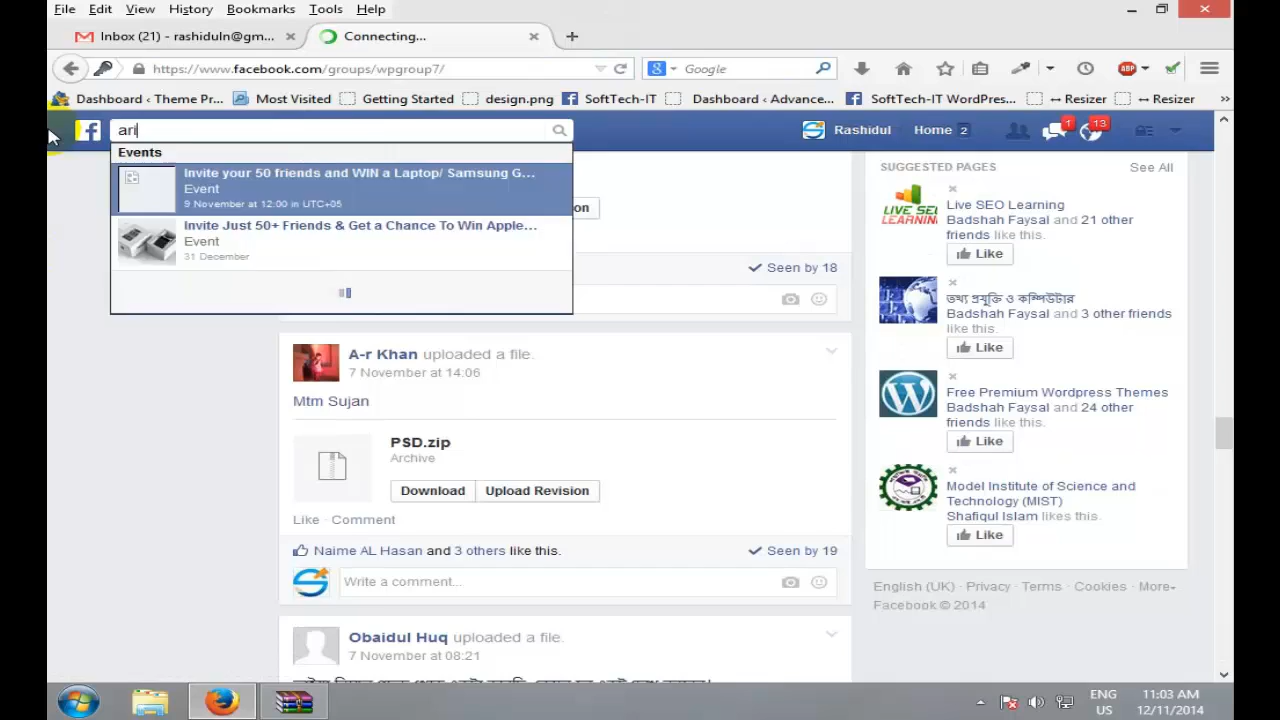 File Edit View History Bookmarks Tools Help
Inbox (21) - rashiduln@gm... Connecting...
https://www.facebook.com/groups/wpgroup7/ Google
Dashboard ‹ Theme Pr... Most Visited Getting Started design.png SoftTech-IT Dashboard ‹ Advance... SoftTech-IT WordPres... ↔ Resizer ↔ Resizer »
ari Rashidul Home 2 1 13
Events
Invite your 50 friends and WIN a Laptop/ Samsung G...
Event
9 November at 12:00 in UTC+05
on
Invite Just 50+ Friends & Get a Chance To Win Apple...
Event
31 December
Seen by 18
A-r Khan uploaded a file.
7 November at 14:06
Mtm Sujan
PSD.zip
Archive
Download Upload Revision
Like · Comment
Naime AL Hasan and 3 others like this. Seen by 19
Write a comment...
Obaidul Huq uploaded a file.
7 November at 08:21
SUGGESTED PAGES See All
Live SEO Learning
Badshah Faysal and 21 other
friends like this.
Like
তথ্য প্রযুক্তি ও কম্পিউটার
Badshah Faysal and 3 other friends
like this.
Like
Free Premium Wordpress Themes
Badshah Faysal and 24 other
friends like this.
Like
Model Institute of Science and
Technology (MIST)
Shafiqul Islam likes this.
Like
English (UK) · Privacy · Terms · Cookies · More
Facebook © 2014
ENG
US
11:03 AM
12/11/2014